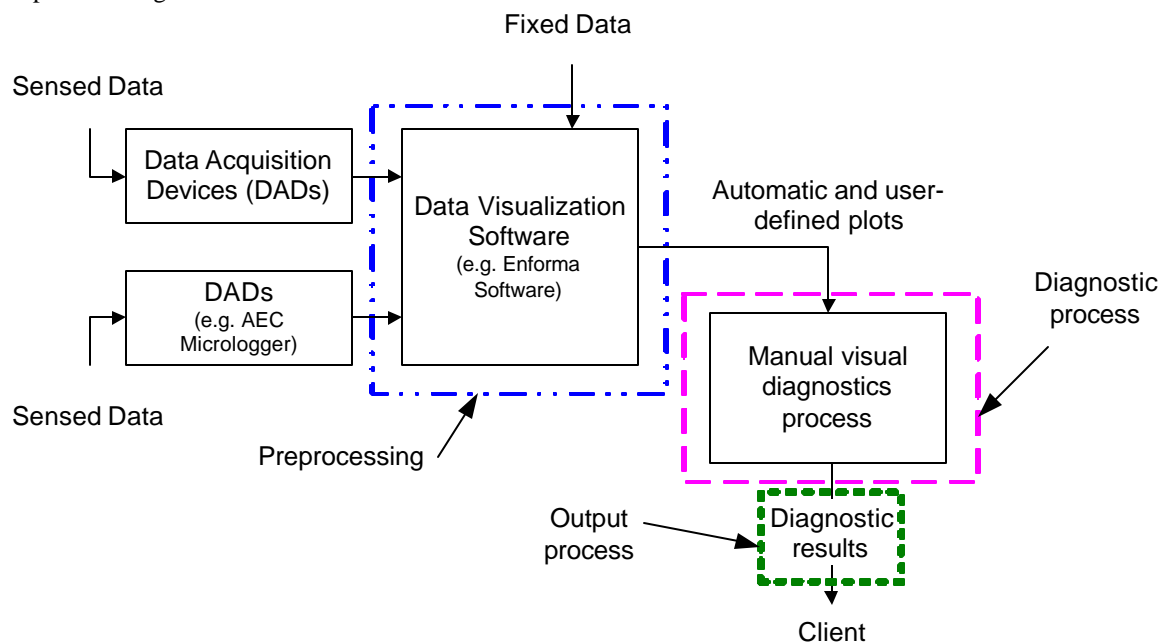 Fixed Data
Sensed Data
Data Acquisition
Devices (DADs)
Data Visualization
Software
(e.g. Enforma
Software)
Automatic and user-
defined plots
DADs
(e.g. AEC
Micrologger)
Diagnostic
process
Manual visual
diagnostics
process
Sensed Data
Preprocessing
Output
process
Diagnostic
results
Client